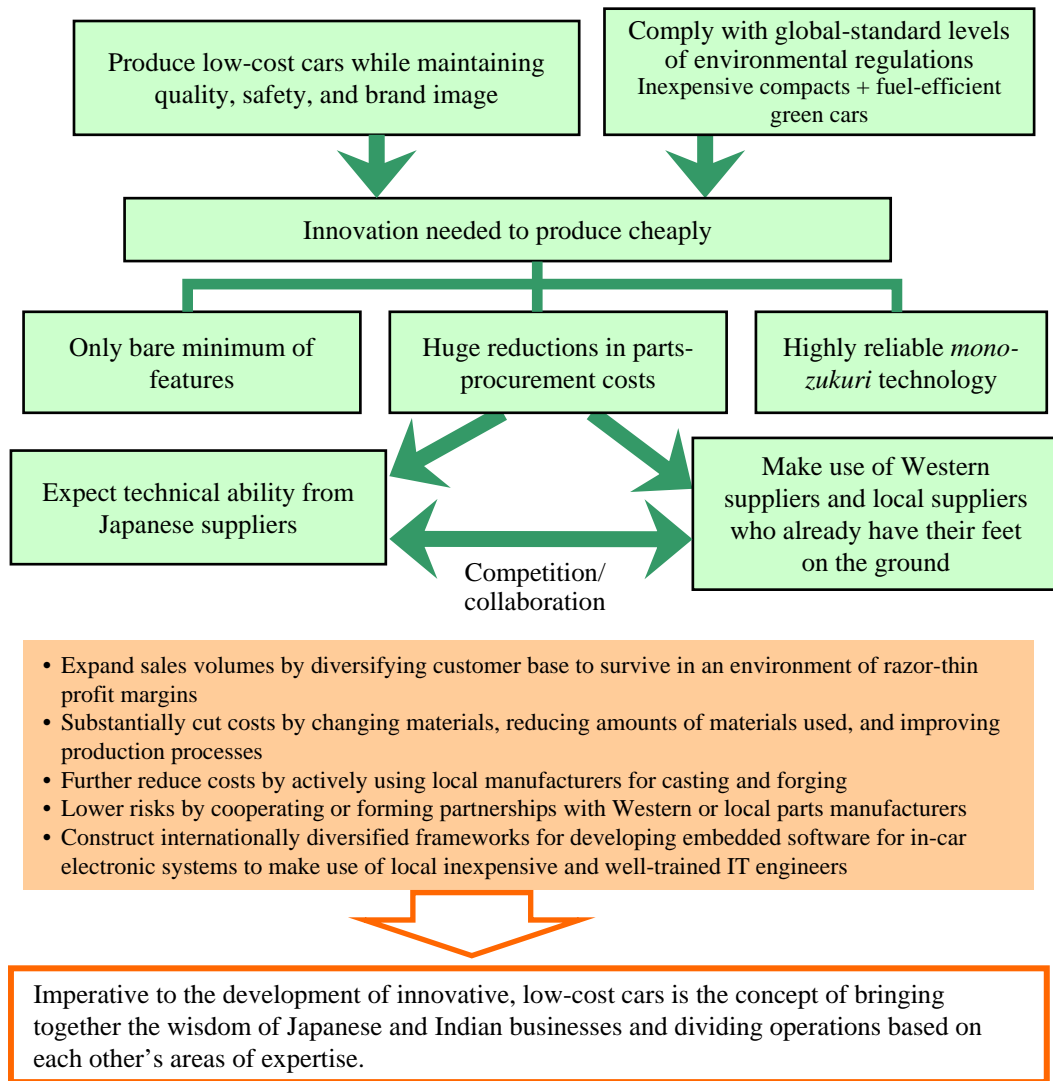 Produce low-cost cars while maintaining
quality, safety, and brand image
Comply with global-standard levels
of environmental regulations
Inexpensive compacts + fuel-efficient
green cars
Innovation needed to produce cheaply
Only bare minimum of
features
Huge reductions in parts-
procurement costs
Highly reliable mono-
zukuri technology
Expect technical ability from
Japanese suppliers
Make use of Western
suppliers and local suppliers
who already have their feet
on the ground
Competition/
collaboration
• Expand sales volumes by diversifying customer base to survive in an environment of razor-thin
profit margins
• Substantially cut costs by changing materials, reducing amounts of materials used, and improving
production processes
• Further reduce costs by actively using local manufacturers for casting and forging
• Lower risks by cooperating or forming partnerships with Western or local parts manufacturers
• Construct internationally diversified frameworks for developing embedded software for in-car
electronic systems to make use of local inexpensive and well-trained IT engineers
Imperative to the development of innovative, low-cost cars is the concept of bringing
together the wisdom of Japanese and Indian businesses and dividing operations based on
each other’s areas of expertise.